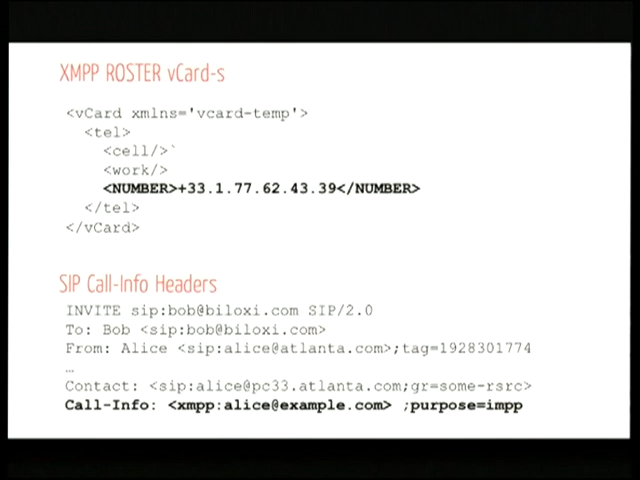 XMPP ROSTER vCard-s
<vCard xmlns='vcard-temp'>
<tel>
<cell/>`
<work/>
<NUMBER>+33.1.77.62.43.39</NUMBER>
</tel>
</vCard>
SIP Call-Info Headers
INVITE sip:bob@biloxi.com SIP/2.0
To: Bob <sip:bob@biloxi.com>
From: Alice <sip:alice@atlanta.com>;tag=1928301774
…
Contact: <sip:alice@pc33.atlanta.com;gr=some-rsrc>
Call-Info: <xmpp:alice@example.com> ;purpose=impp